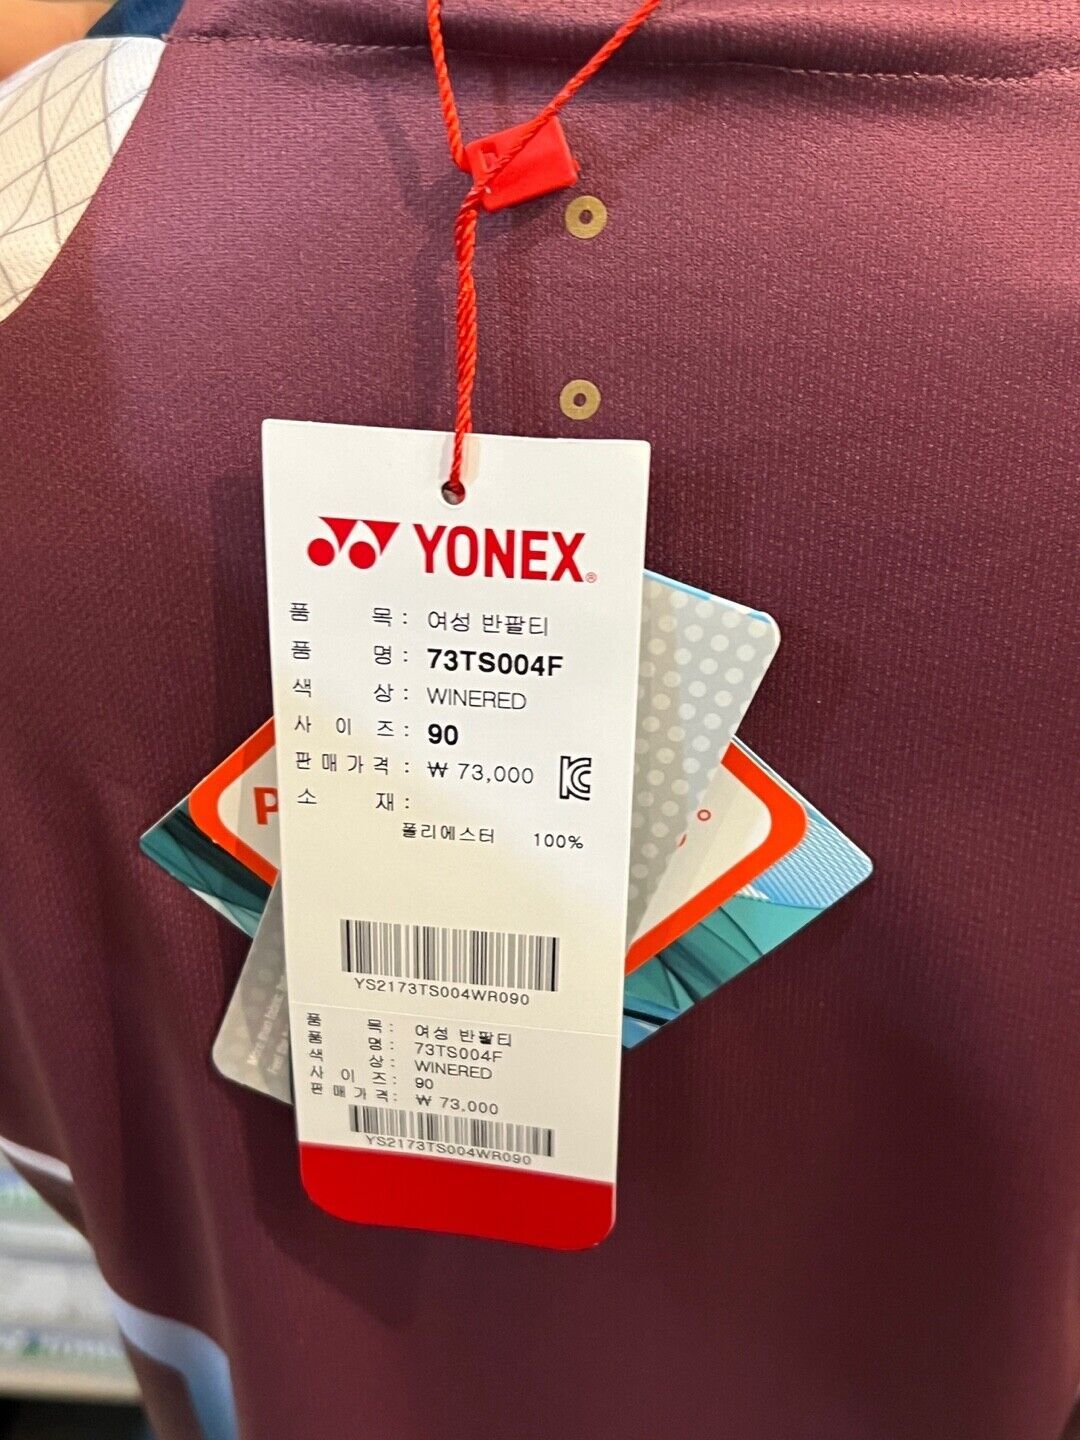 YONEX®
품 목 : 여성 반팔티
품 명 : 73TS004F
색 상 : WINERED
사 이 즈 : 90
판 매 가 격 : ₩ 73,000
소 재 :
폴리에스터 100%
YS2173TS004WR090
품 목 : 여성 반팔티
품 명 : 73TS004F
색 상 : WINERED
사 이 즈 : 90
판 매 가 격 : ₩ 73,000
YS2173TS004WR090